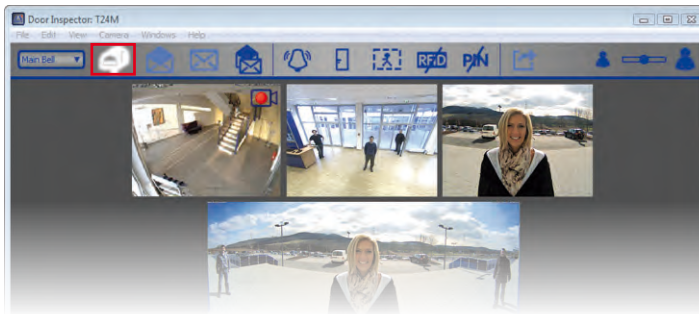 Door Inspector: T24M
File Edit View Camera Windows Help
Main Bell RFiD PIN